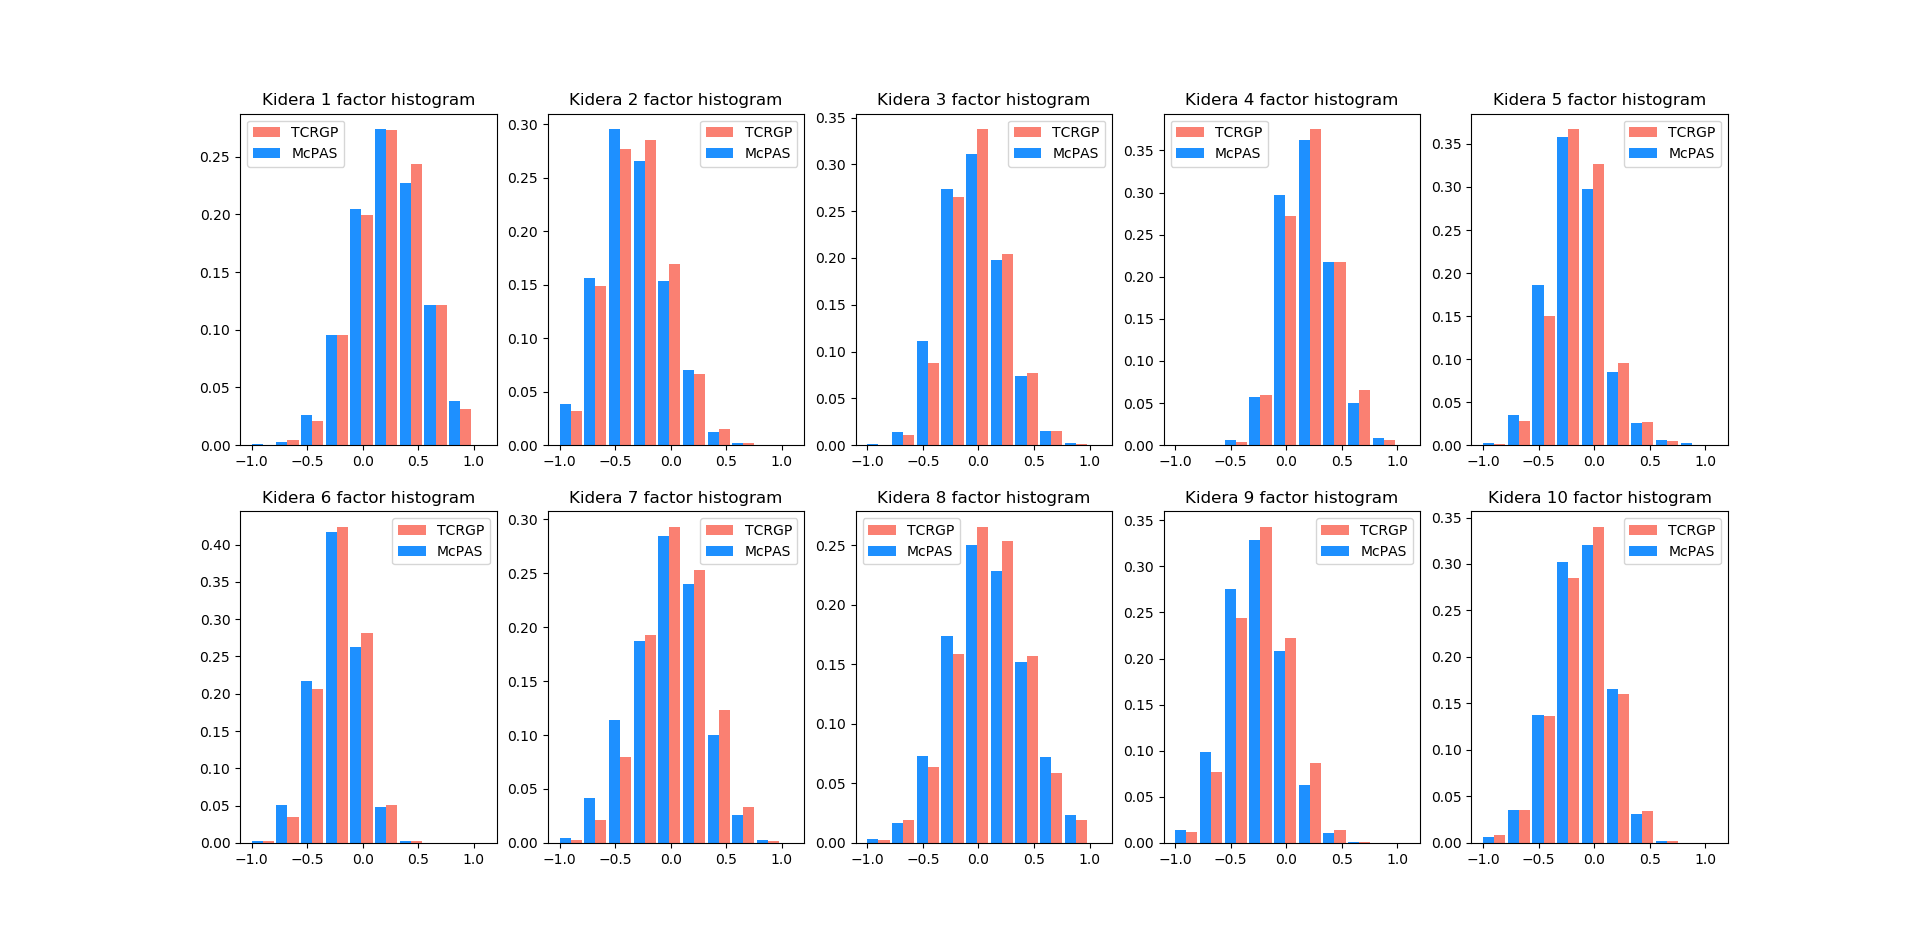 Kidera 1 factor histogram
TCRGP
McPAS
0.25
0.20
0.15
0.10
0.05
0.00
−1.0 −0.5 0.0 0.5 1.0
Kidera 2 factor histogram
TCRGP
McPAS
0.30
0.25
0.20
0.15
0.10
0.05
0.00
−1.0 −0.5 0.0 0.5 1.0
Kidera 3 factor histogram
TCRGP
McPAS
0.35
0.30
0.25
0.20
0.15
0.10
0.05
0.00
−1.0 −0.5 0.0 0.5 1.0
Kidera 4 factor histogram
TCRGP
McPAS
0.35
0.30
0.25
0.20
0.15
0.10
0.05
0.00
−1.0 −0.5 0.0 0.5 1.0
Kidera 5 factor histogram
TCRGP
McPAS
0.35
0.30
0.25
0.20
0.15
0.10
0.05
0.00
−1.0 −0.5 0.0 0.5 1.0
Kidera 6 factor histogram
TCRGP
McPAS
0.40
0.35
0.30
0.25
0.20
0.15
0.10
0.05
0.00
−1.0 −0.5 0.0 0.5 1.0
Kidera 7 factor histogram
TCRGP
McPAS
0.30
0.25
0.20
0.15
0.10
0.05
0.00
−1.0 −0.5 0.0 0.5 1.0
Kidera 8 factor histogram
TCRGP
McPAS
0.25
0.20
0.15
0.10
0.05
0.00
−1.0 −0.5 0.0 0.5 1.0
Kidera 9 factor histogram
TCRGP
McPAS
0.35
0.30
0.25
0.20
0.15
0.10
0.05
0.00
−1.0 −0.5 0.0 0.5 1.0
Kidera 10 factor histogram
TCRGP
McPAS
0.35
0.30
0.25
0.20
0.15
0.10
0.05
0.00
−1.0 −0.5 0.0 0.5 1.0